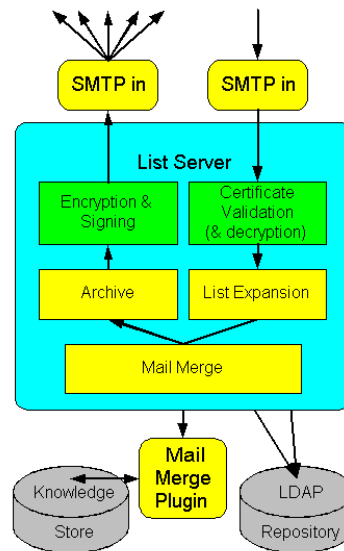 SMTP in
SMTP in
List Server
Encryption &
Signing
Certificate
Validation
(& decryption)
Archive
List Expansion
Mail Merge
Mail
Merge
Plugin
Knowledge
Store
LDAP
Repository